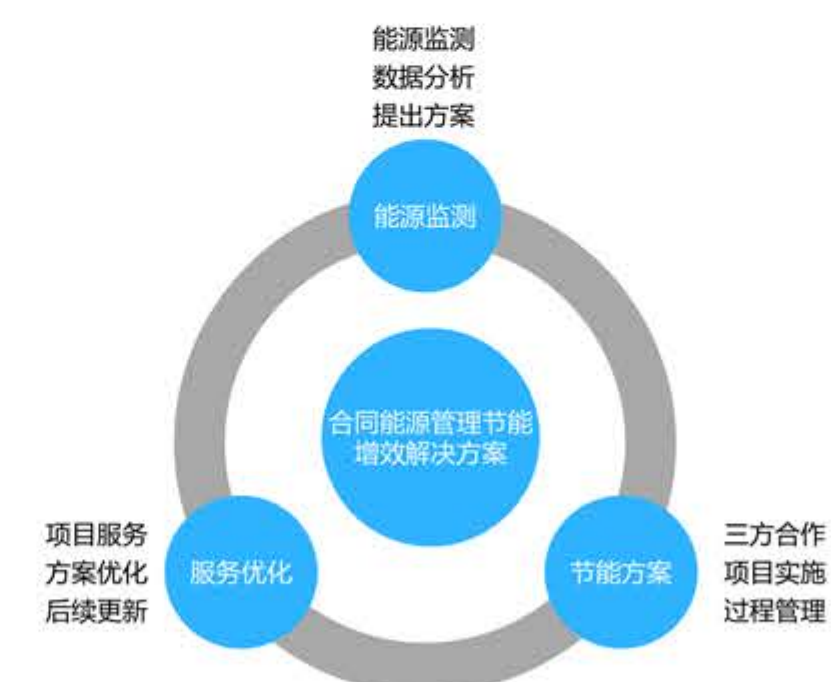 能源监测
数据分析
提出方案
能源监测
合同能源管理节能
增效解决方案
项目服务
方案优化
后续更新
服务优化
节能方案
三方合作
项目实施
过程管理